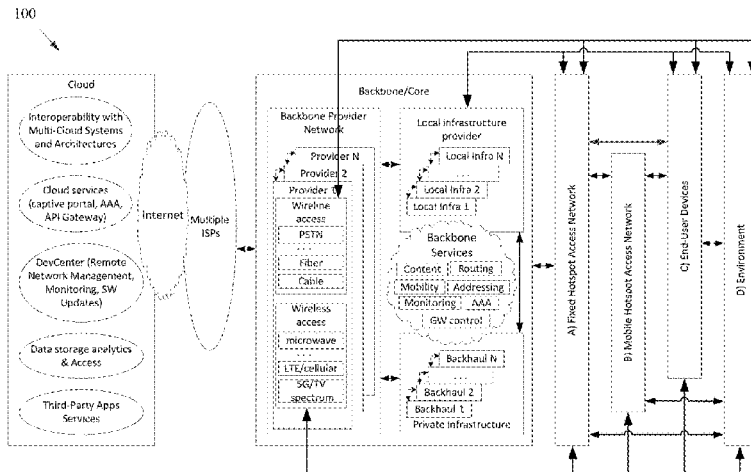 100
Cloud
Interoperability with
Multi-Cloud Systems
and Architectures
Cloud services
(captive portal, AAA,
API Gateway)
DevCenter (Remote
Network Management,
Monitoring, SW
Updates)
Data storage analytics
& Access
Third-Party Apps
Services
Internet
Multiple
ISPs
Backbone/Core
Backbone Provider
Network
Provider N
...
Provider 2
Provider 1
Wireline
access
PSTN
...
Fiber
Cable
Wireless
access
microwave
...
LTE/cellular
5G/TV
spectrum
Local infrastructure
provider
Local Infra N
...
Local Infra 2
Local Infra 1
Backbone
Services
Content
Routing
Mobility
Addressing
Monitoring
AAA
GW control
Backhaul N
...
Backhaul 2
Backhaul 1
Private Infrastructure
A) Fixed Hotspot Access Network
B) Mobile Hotspot Access Network
C) End-User Devices
D) Environment